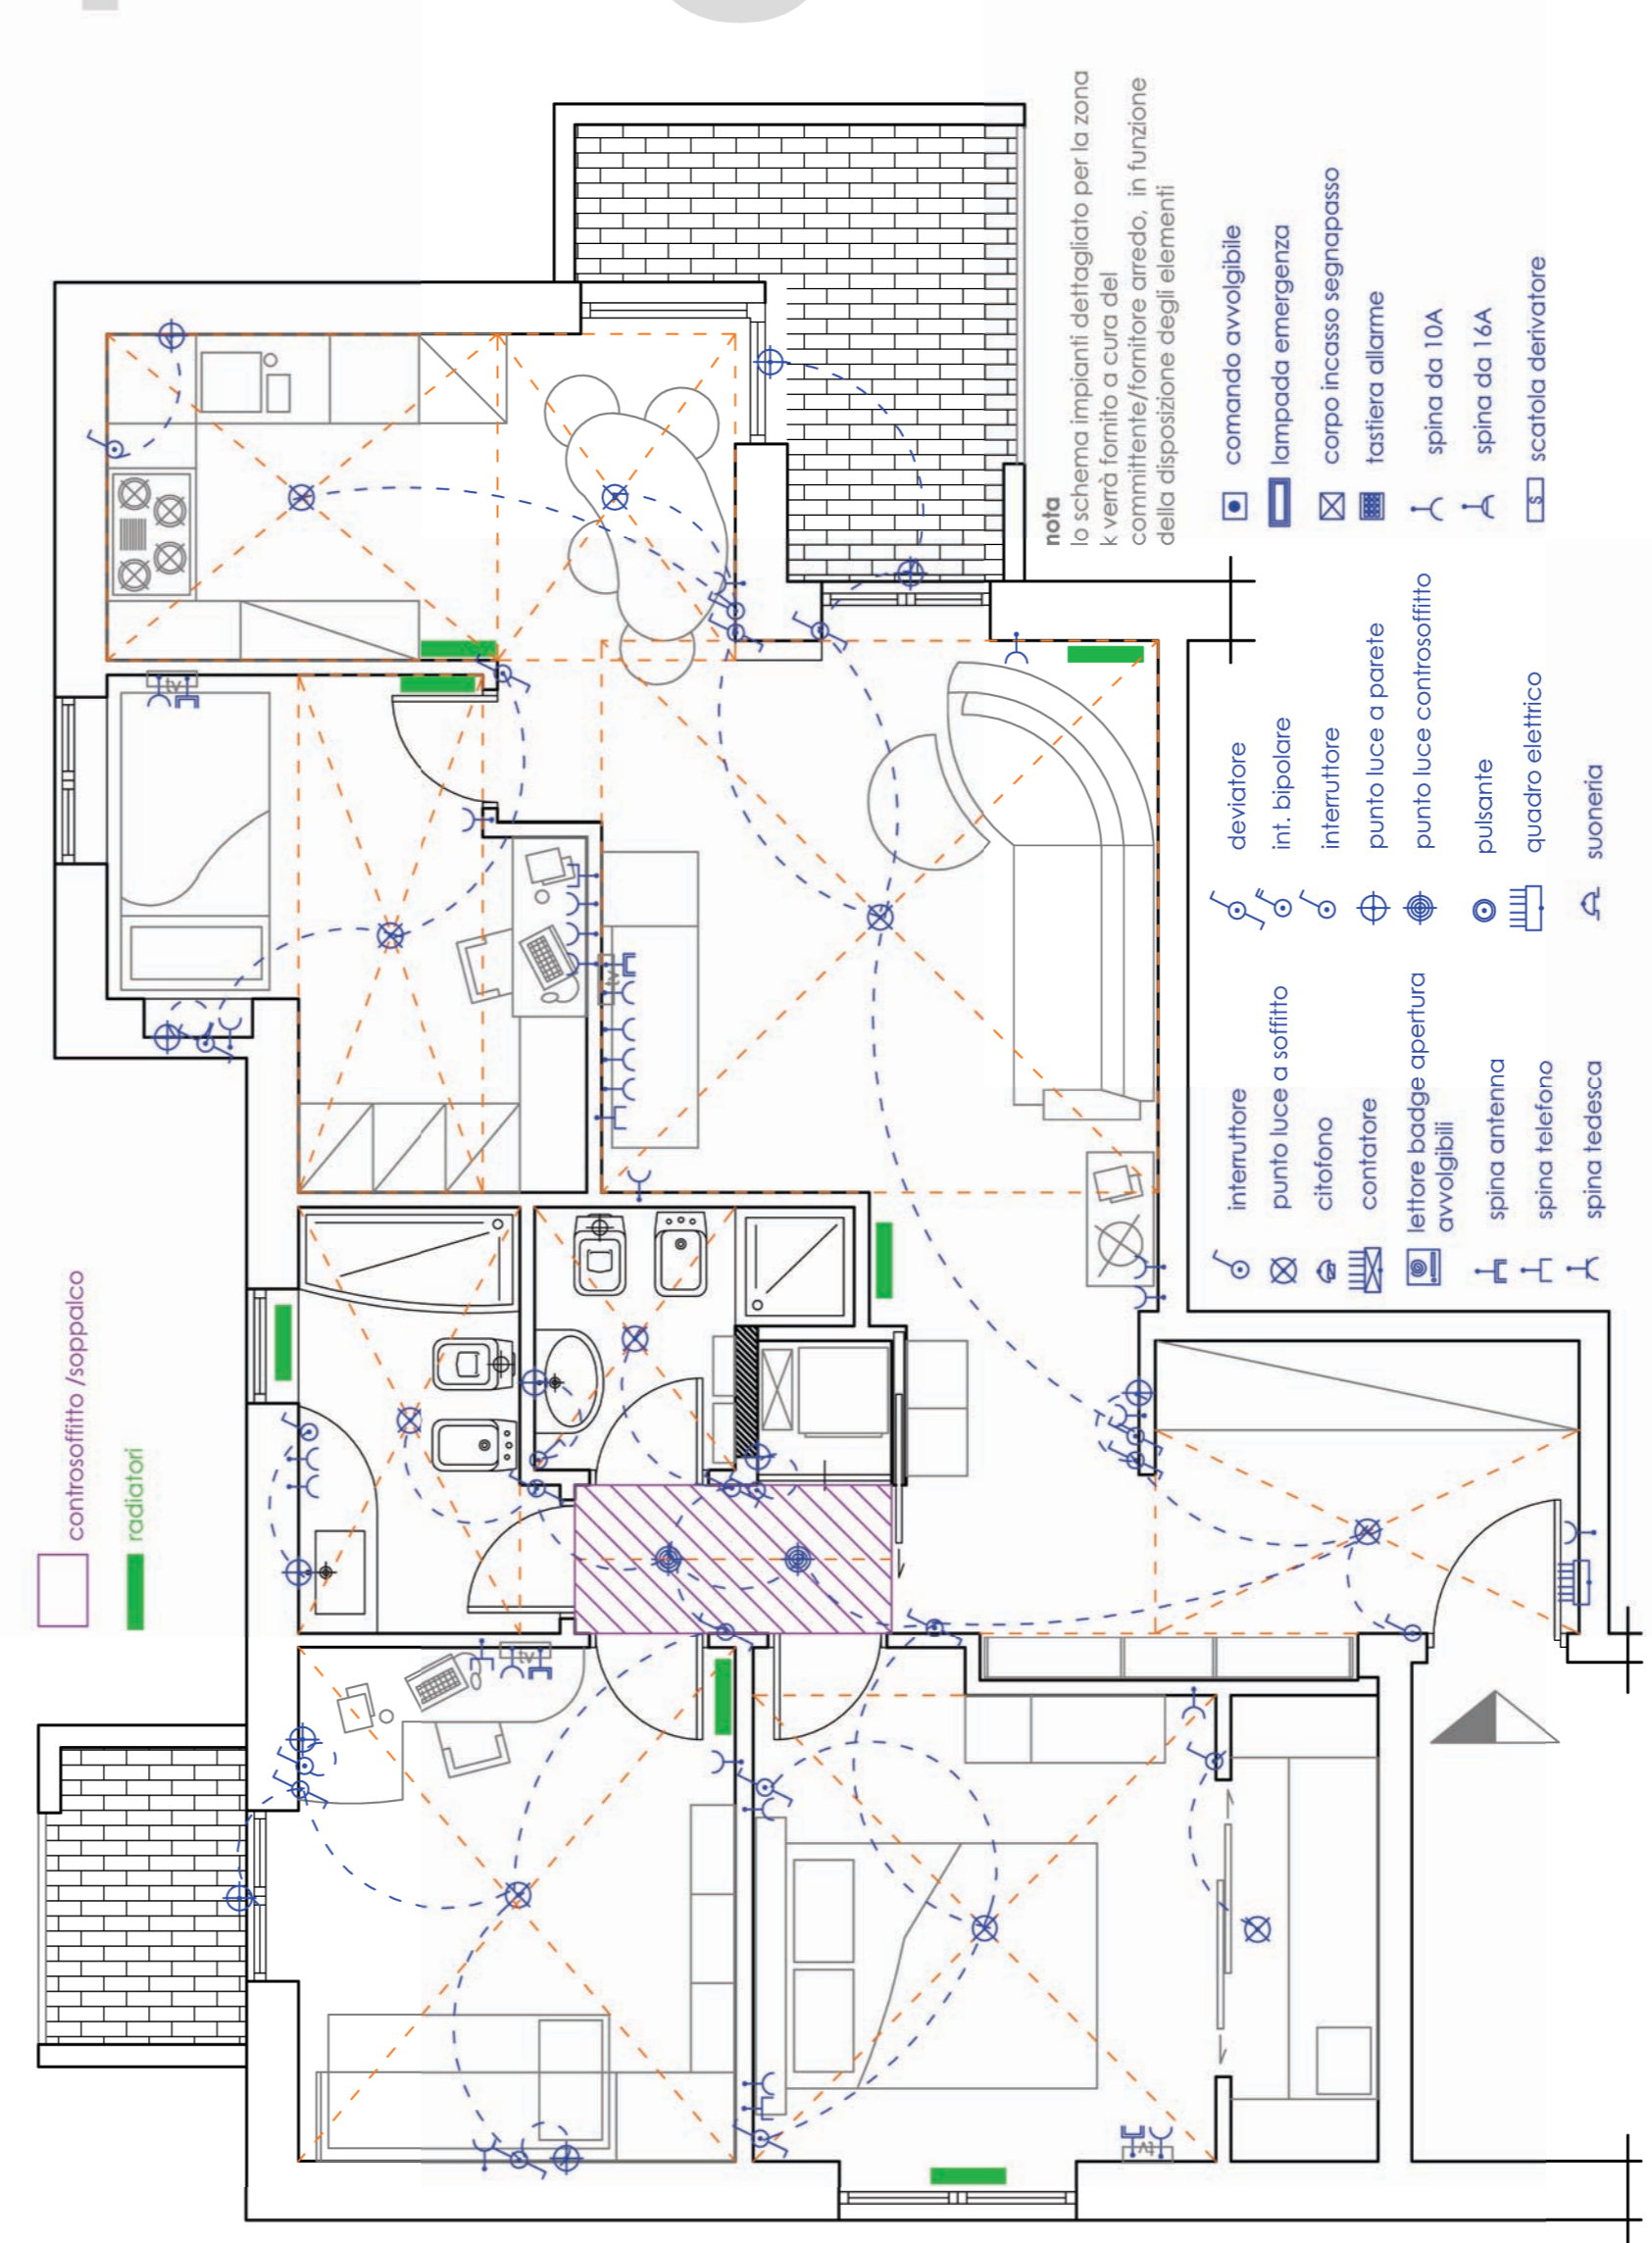 controsoffitto /soppalco
radiatori
nota
lo schema impianti dettagliato per la zona
k verrà fornito a cura del
committente/fornitore arredo, in funzione
della disposizione degli elementi
interruttore
punto luce a soffitto
citofono
contatore
lettore badge apertura
avvolgibili
spina antenna
spina telefono
spina tedesca
deviatore
int. bipolare
interruttore
punto luce a parete
punto luce controsoffitto
pulsante
quadro elettrico
suoneria
comando avvolgibile
lampada emergenza
corpo incasso segnapasso
tastiera allarme
spina da 10A
spina da 16A
S scatola derivatore
tv
tv
tv
tv